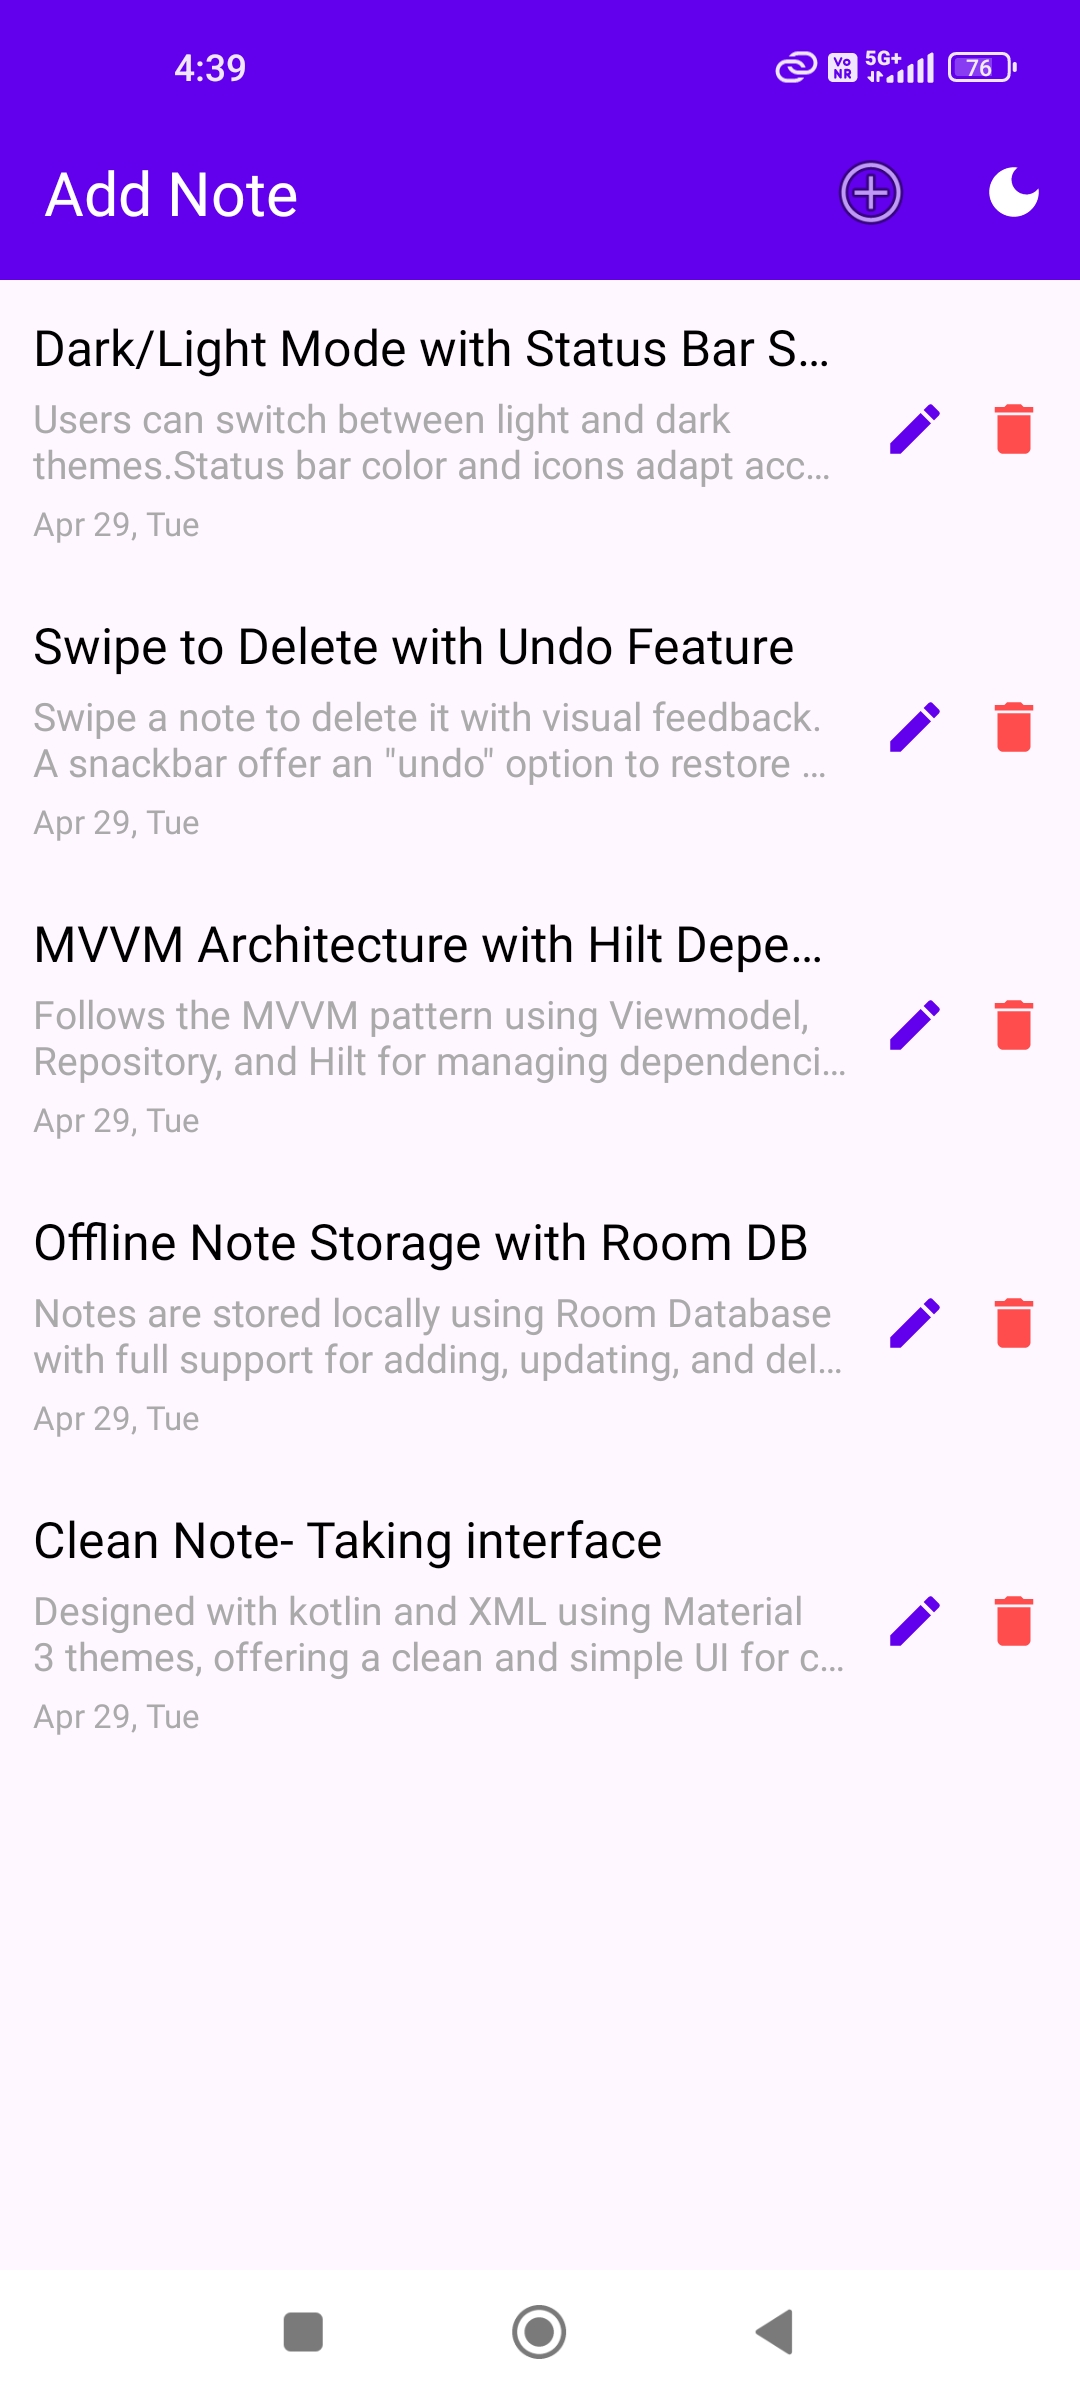 4:39
Vo
NR
5G+
76
Add Note
Dark/Light Mode with Status Bar S...
Users can switch between light and dark
themes.Status bar color and icons adapt acc...
Apr 29, Tue
Swipe to Delete with Undo Feature
Swipe a note to delete it with visual feedback.
A snackbar offer an "undo" option to restore ...
Apr 29, Tue
MVVM Architecture with Hilt Depe...
Follows the MVVM pattern using Viewmodel,
Repository, and Hilt for managing dependenci...
Apr 29, Tue
Offline Note Storage with Room DB
Notes are stored locally using Room Database
with full support for adding, updating, and del...
Apr 29, Tue
Clean Note- Taking interface
Designed with kotlin and XML using Material
3 themes, offering a clean and simple UI for c...
Apr 29, Tue